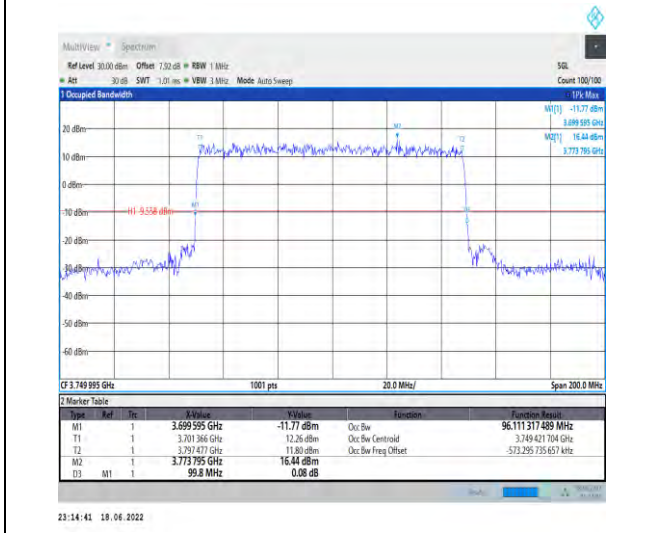 MultiView Spectrum
Ref Level 30.00 dBm Offset 7.92 dB RBW 1 MHz SGL
Att 30 dB SWT 1.01 ms VBW 3 MHz Mode Auto Sweep Count 100/100
1 Occupied Bandwidth 1Pk Max
M1[1] -11.77 dBm
3.699 595 GHz
M2[1] 16.44 dBm
3.773 795 GHz
20 dBm
M2
T1
T2
10 dBm
0 dBm
M1
-10 dBm
H1 -9.558 dBm
-20 dBm
-30 dBm
-40 dBm
-50 dBm
-60 dBm
CF 3.749 995 GHz 1001 pts 20.0 MHz/ Span 200.0 MHz
2 Marker Table
Type Ref Trc X-Value Y-Value Function Function Result
M1 1 3.699 595 GHz -11.77 dBm Occ Bw 96.111 317 489 MHz
T1 1 3.701 366 GHz 12.26 dBm Occ Bw Centroid 3.749 421 704 GHz
T2 1 3.797 477 GHz 11.80 dBm Occ Bw Freq Offset -573.295 735 657 kHz
M2 1 3.773 795 GHz 16.44 dBm
D3 M1 1 99.8 MHz 0.08 dB
23:14:41 18.06.2022